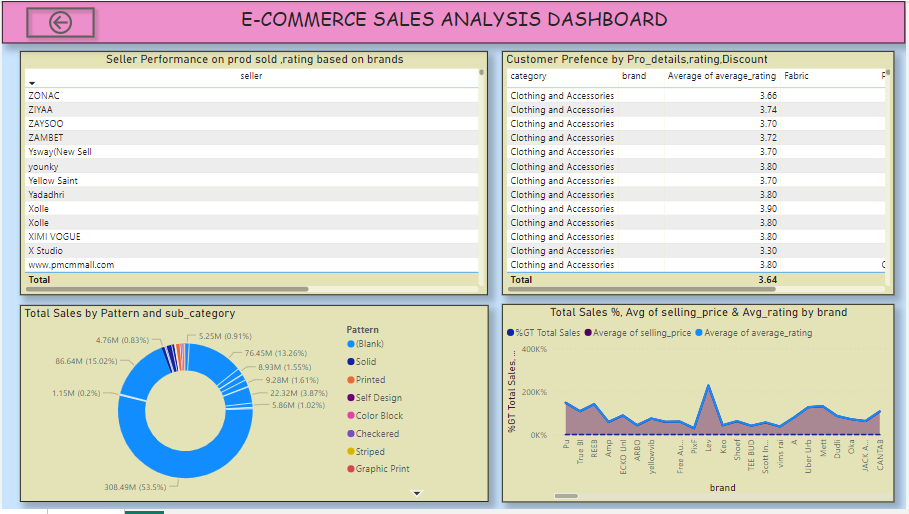 E-COMMERCE SALES ANALYSIS DASHBOARD
Seller Performance on prod sold ,rating based on brands
seller
ZONAC
ZIYAA
ZAYSOO
ZAMBET
Ysway(New Sell
younky
Yellow Saint
Yadadhri
Xolle
Xolle
XIMI VOGUE
X Studio
www.pmcmmall.com
Total
Customer Prefence by Pro_details,rating,Discount
category brand Average of average_rating Fabric
Clothing and Accessories 3.66
Clothing and Accessories 3.74
Clothing and Accessories 3.70
Clothing and Accessories 3.72
Clothing and Accessories 3.70
Clothing and Accessories 3.80
Clothing and Accessories 3.70
Clothing and Accessories 3.80
Clothing and Accessories 3.90
Clothing and Accessories 3.80
Clothing and Accessories 3.80
Clothing and Accessories 3.30
Clothing and Accessories 3.80
Total 3.64
Total Sales by Pattern and sub_category
5.25M (0.91%)
4.76M (0.83%)
76.45M (13.26%)
86.64M (15.02%)
8.93M (1.55%)
9.28M (1.61%)
1.15M (0.2%)
22.32M (3.87%)
5.86M (1.02%)
308.49M (53.5%)
Pattern
(Blank)
Solid
Printed
Self Design
Color Block
Checkered
Striped
Graphic Print
Total Sales %, Avg of selling_price & Avg_rating by brand
%GT Total Sales Average of selling_price Average of average_rating
%GT Total Sales, ...
400K%
200K%
0K%
Pu
True Bl
REEB
Amp
ECKO Unl
ARBO
yellowvib
Free Au...
PixF
Lev
Keo
Shoef
TEE BUD
Scott In...
vims rai
A
Uber Urb
Mett
Dudli
Oka
JACK A...
CANTAB
brand